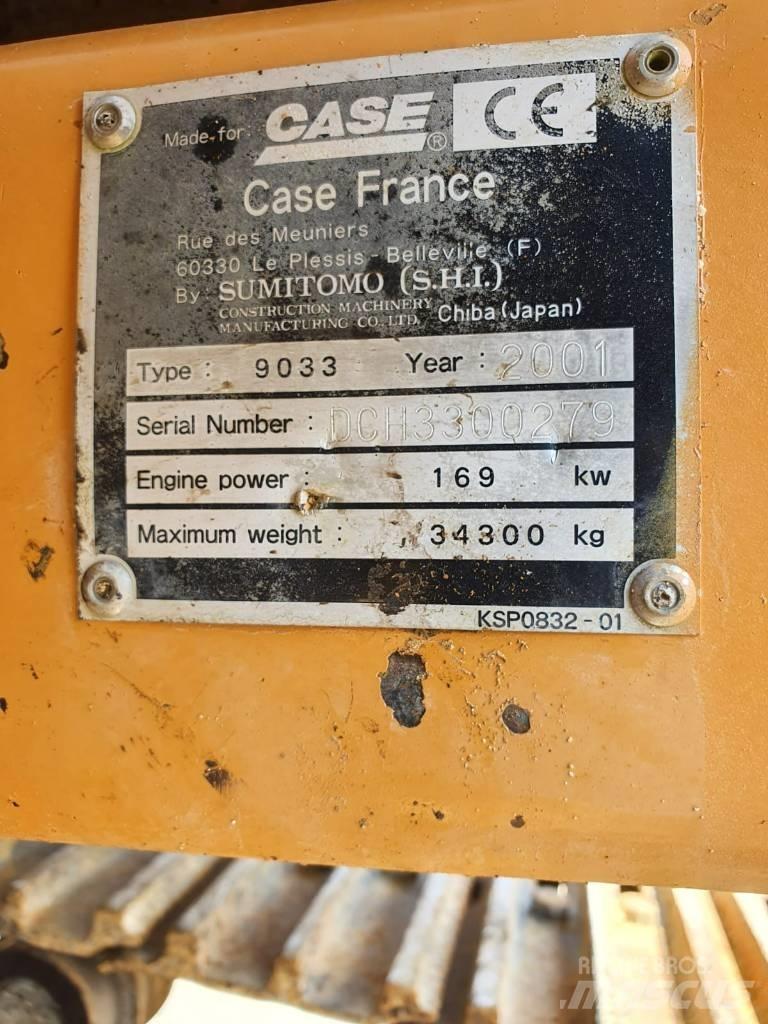 Made for CASE® CE
Case France
Rue des Meuniers
60330 Le Plessis-Belleville (F)
By SUMITOMO (S.H.I.)
CONSTRUCTION MACHINERY
MANUFACTURING CO., LTD. Chiba (Japan)
Type : 9033 Year : 2001
Serial Number : DCH3300279
Engine power : 169 kw
Maximum weight : 34300 kg
KSP0832-01
MASCUS